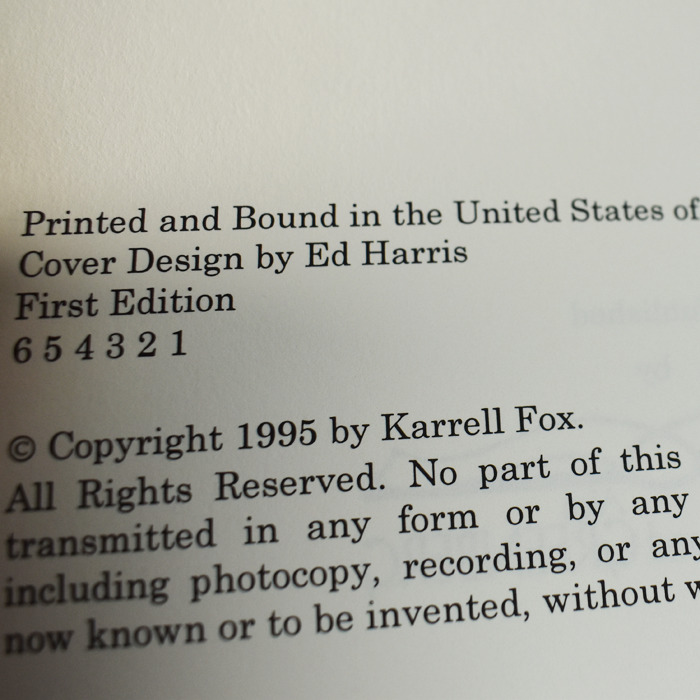 Printed and Bound in the United States of
Cover Design by Ed Harris
First Edition
6 5 4 3 2 1
© Copyright 1995 by Karrell Fox.
All Rights Reserved. No part of this
transmitted in any form or by any
including photocopy, recording, or any
now known or to be invented, without w